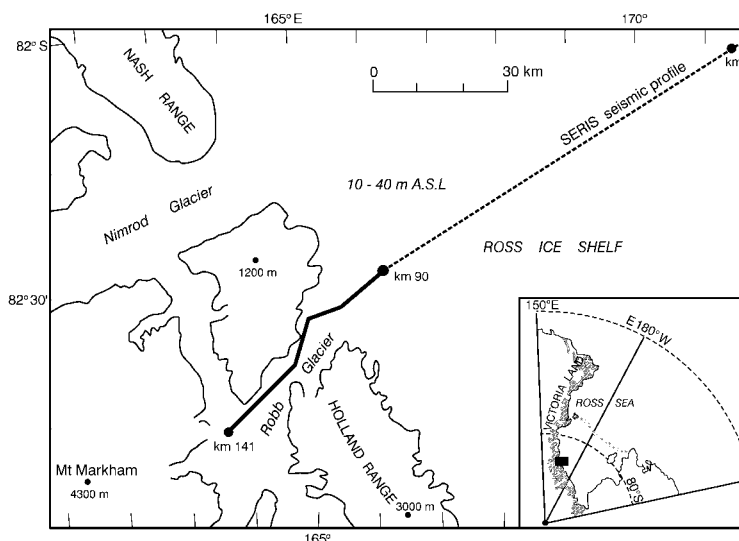 165° E
170°
82° S
km
NASH
RANGE
0
30 km
SERIS seismic profile
10 - 40 m A.S.L
Nimrod Glacier
ROSS ICE SHELF
1200 m
km 90
82° 30'
150°E
E180°W
VICTORIA LAND
ROSS SEA
80°S
Robb Glacier
HOLLAND RANGE
km 141
Mt Markham
4300 m
3000 m
165°